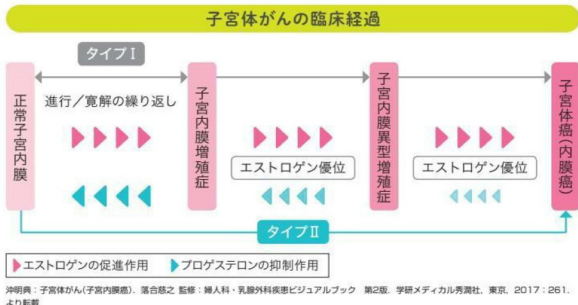 子宮体がんの臨床経過
タイプⅠ
正常子宮内膜
進行／寛解の繰り返し
子宮内膜増殖症
エストロゲン優位
子宮内膜異型増殖症
エストロゲン優位
子宮体癌(内膜癌)
タイプⅡ
エストロゲンの促進作用 プロゲステロンの抑制作用
沖明典：子宮体がん(子宮内膜癌)．落合慈之 監修：婦人科・乳腺外科疾患ビジュアルブック 第2版．学研メディカル秀潤社，東京，2017：261．
より転載